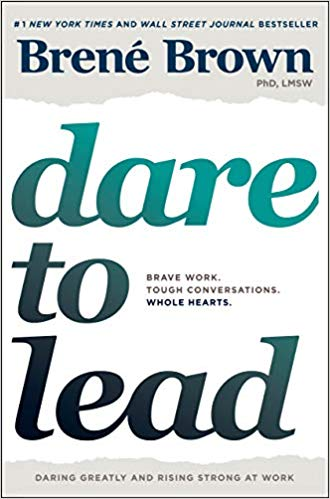 #1 NEW YORK TIMES AND WALL STREET JOURNAL BESTSELLER
Brené Brown
PhD, LMSW
dare
to
BRAVE WORK.
TOUGH CONVERSATIONS.
WHOLE HEARTS.
lead
DARING GREATLY AND RISING STRONG AT WORK